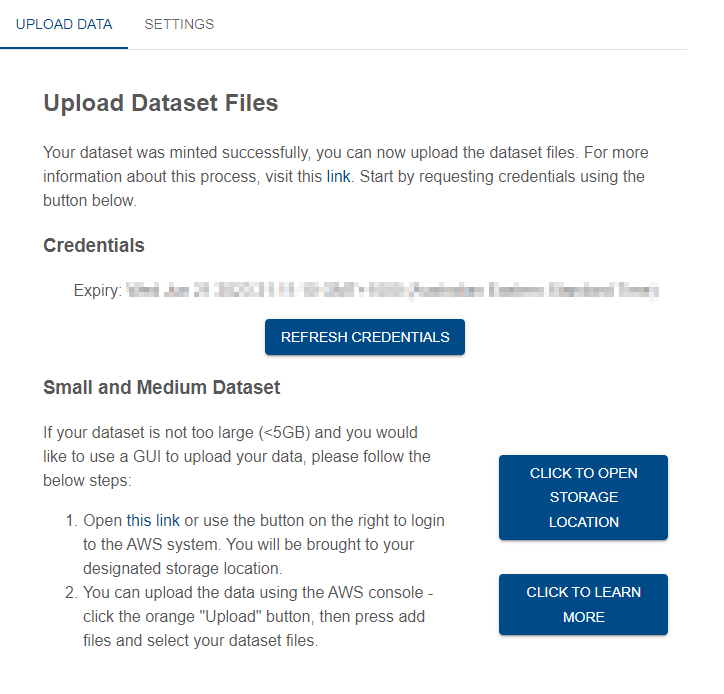 UPLOAD DATA SETTINGS
Upload Dataset Files
Your dataset was minted successfully, you can now upload the dataset files. For more
information about this process, visit this link. Start by requesting credentials using the
button below.
Credentials
Expiry:
REFRESH CREDENTIALS
Small and Medium Dataset
If your dataset is not too large (<5GB) and you would
like to use a GUI to upload your data, please follow the
below steps:
1. Open this link or use the button on the right to login
to the AWS system. You will be brought to your
designated storage location.
2. You can upload the data using the AWS console -
click the orange "Upload" button, then press add
files and select your dataset files.
CLICK TO OPEN
STORAGE
LOCATION
CLICK TO LEARN
MORE